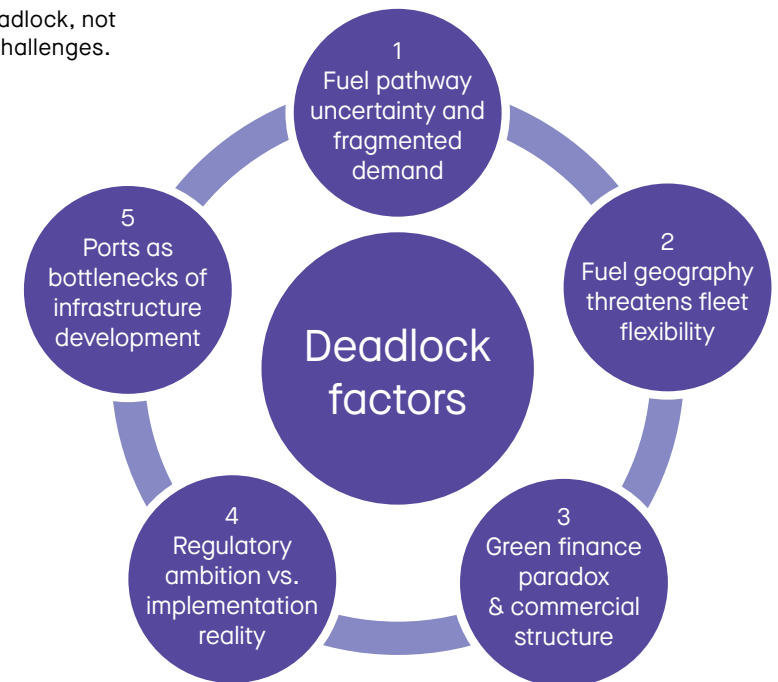 adlock, not
hallenges.
1
Fuel pathway
uncertainty and
fragmented
demand
2
Fuel geography
threatens fleet
flexibility
3
Green finance
paradox
& commercial
structure
4
Regulatory
ambition vs.
implementation
reality
5
Ports as
bottlenecks of
infrastructure
development
Deadlock
factors